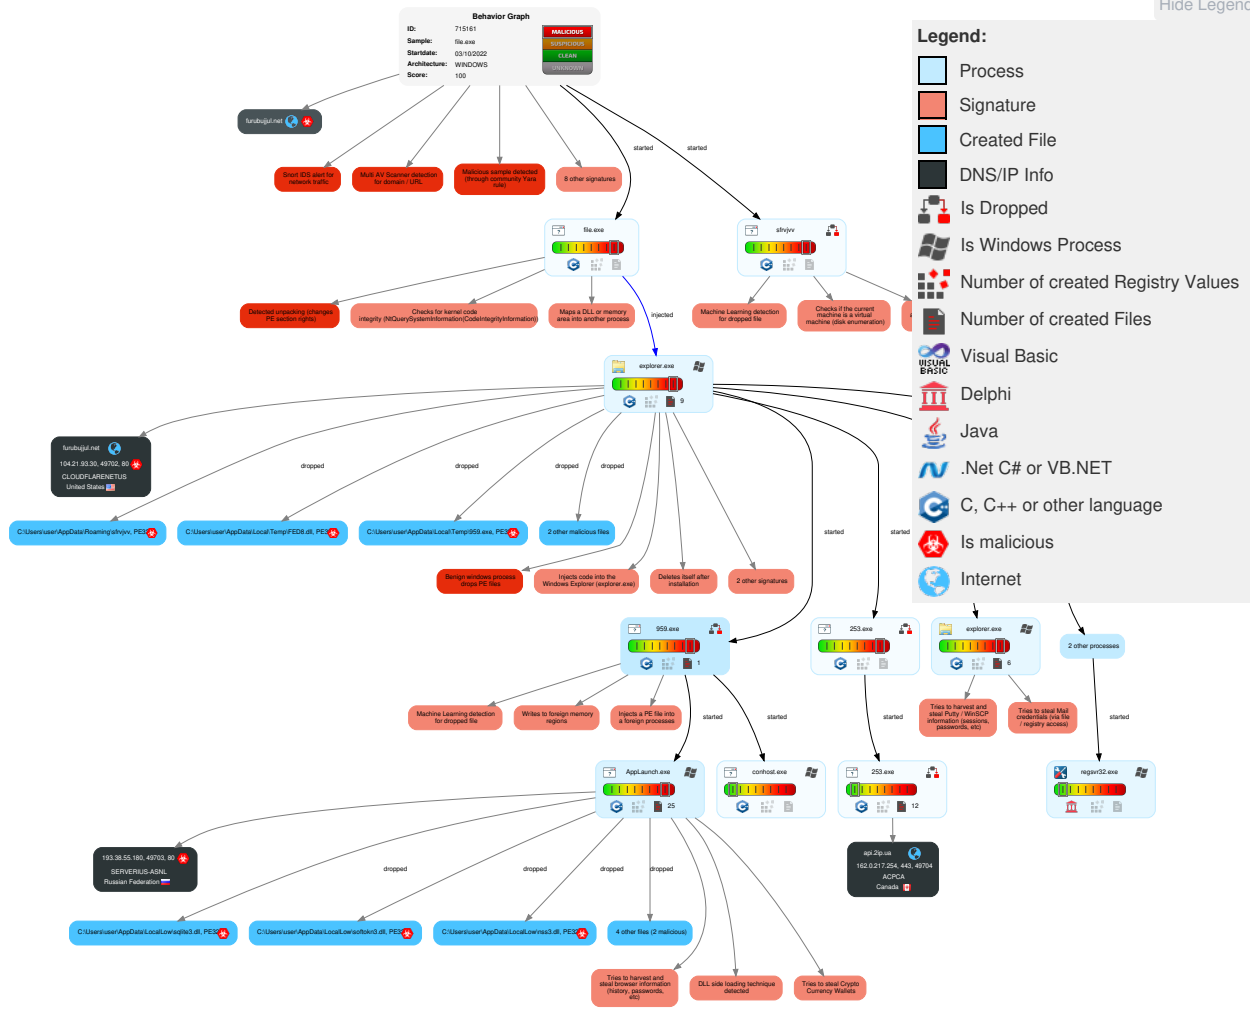 Hide Legend
Behavior Graph
ID: 715161
Sample: file.exe
Startdate: 03/10/2022
Architecture: WINDOWS
Score: 100
MALICIOUS
SUSPICIOUS
CLEAN
UNKNOWN
Legend:
Process
Signature
Created File
DNS/IP Info
Is Dropped
Is Windows Process
Number of created Registry Values
Number of created Files
Visual Basic
Delphi
Java
.Net C# or VB.NET
C, C++ or other language
Is malicious
Internet
furubujjul.net
started
started
Snort IDS alert for
network traffic
Multi AV Scanner detection
for domain / URL
Malicious sample detected
(through community Yara
rule)
8 other signatures
file.exe
sfrvjvv
Detected unpacking (changes
PE section rights)
Checks for kernel code
integrity (NtQuerySystemInformation(CodeIntegrityInformation))
Maps a DLL or memory
area into another process
injected
Machine Learning detection
for dropped file
Checks if the current
machine is a virtual
machine (disk enumeration)
explorer.exe
9
furubujjul.net
104.21.93.30, 49702, 80
CLOUDFLARENETUS
United States
dropped
dropped
dropped
dropped
C:\Users\user\AppData\Roaming\sfrvjvv, PE32
C:\Users\user\AppData\Local\Temp\FED8.dll, PE32
C:\Users\user\AppData\Local\Temp\959.exe, PE32
2 other malicious files
started
started
Benign windows process
drops PE files
Injects code into the
Windows Explorer (explorer.exe)
Deletes itself after
installation
2 other signatures
959.exe
1
253.exe
explorer.exe
6
2 other processes
Machine Learning detection
for dropped file
Writes to foreign memory
regions
Injects a PE file into
a foreign processes
started
started
started
Tries to harvest and
steal Putty / WinSCP
information (sessions,
passwords, etc)
Tries to steal Mail
credentials (via file
/ registry access)
started
AppLaunch.exe
25
conhost.exe
253.exe
12
regsvr32.exe
193.38.55.180, 49703, 80
SERVERIUS-ASNL
Russian Federation
api.2ip.ua
162.0.217.254, 443, 49704
ACPCA
Canada
dropped
dropped
dropped
dropped
C:\Users\user\AppData\LocalLow\sqlite3.dll, PE32
C:\Users\user\AppData\LocalLow\softokn3.dll, PE32
C:\Users\user\AppData\LocalLow\nss3.dll, PE32
4 other files (2 malicious)
Tries to harvest and
steal browser information
(history, passwords,
etc)
DLL side loading technique
detected
Tries to steal Crypto
Currency Wallets